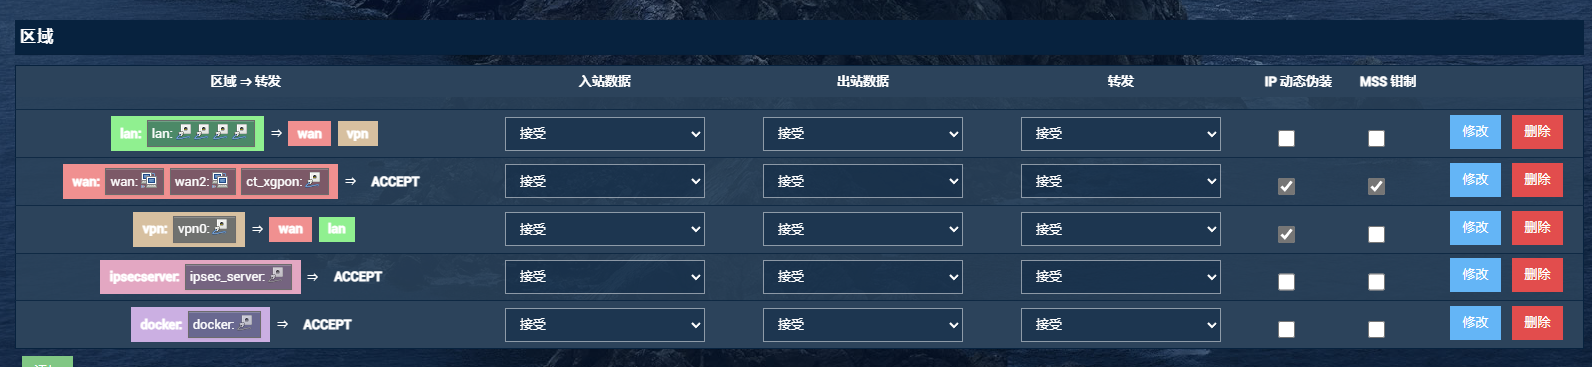 区域
区域 ⇒ 转发 入站数据 出站数据 转发 IP 动态伪装 MSS 钳制
lan: lan: ⇒ wan vpn 接受 接受 接受 修改 删除
wan: wan: wan2: ct_xgpon: ⇒ ACCEPT 接受 接受 接受 修改 删除
vpn: vpn0: ⇒ wan lan 接受 接受 接受 修改 删除
ipsecserver: ipsec_server: ⇒ ACCEPT 接受 接受 接受 修改 删除
docker: docker: ⇒ ACCEPT 接受 接受 接受 修改 删除